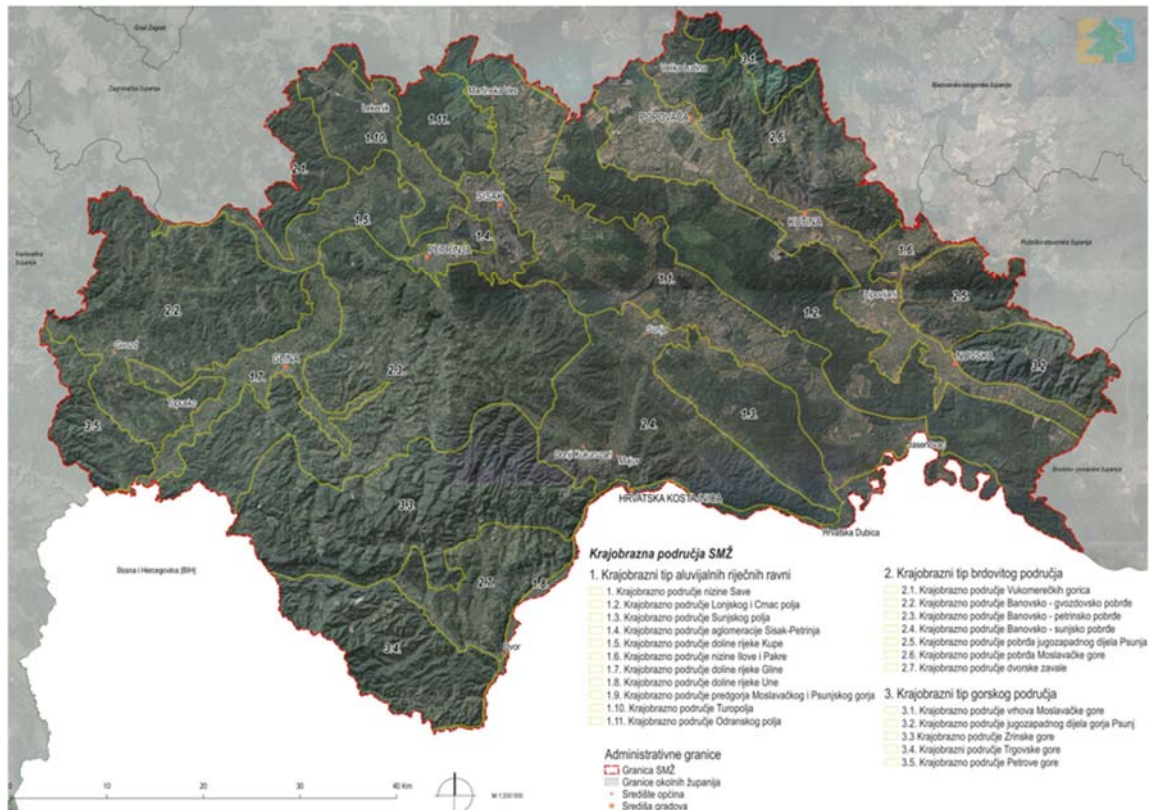 Grad Zagreb
Zagrebačka županija
Velika Ludina
3.1.
Bjelovarsko-bilogorska županija
Martinska Ves
Lekenik
1.11.
POPOVAČA
1.10.
2.6.
2.1.
SISAK
KUTINA
1.5.
1.4.
PETRINJA
1.6.
Karlovačka
županija
1.1.
Lipovljani
2.5.
2.2.
1.2.
Sunja
Gvozd
GLINA
NOVSKA
3.2.
2.3.
1.7.
Topusko
1.3.
3.5.
2.4.
Jasenovac
Donji Kukuruzari
Majur
HRVATSKA KOSTAJNICA
3.3.
Hrvatska Dubica
Bosna i Hercegovina (BIH)
2.7.
1.8.
3.4.
Dvor
Krajobrazna područja SMŽ
1. Krajobrazni tip aluvijalnih riječnih ravni
1. Krajobrazno područje nizine Save
1.2. Krajobrazno područje Lonjskog i Crnac polja
1.3. Krajobrazno područje Sunjskog polja
1.4. Krajobrazno područje aglomeracije Sisak-Petrinja
1.5. Krajobrazno područje doline rijeke Kupe
1.6. Krajobrazno područje nizine Ilove i Pakre
1.7. Krajobrazno područje doline rijeke Gline
1.8. Krajobrazno područje doline rijeke Une
1.9. Krajobrazno područje predgorja Moslavačkog i Psunjskog gorja
1.10. Krajobrazno područje Turopolja
1.11. Krajobrazno područje Odranskog polja
2. Krajobrazni tip brdovitog područja
2.1. Krajobrazno područje Vukomerečkih gorica
2.2. Krajobrazno područje Banovsko - gvozdovsko pobrđe
2.3. Krajobrazno područje Banovsko - petrinjsko pobrđe
2.4. Krajobrazno područje Banovsko - sunjsko pobrđe
2.5. Krajobrazno područje pobrđa jugozapadnog dijela Psunja
2.6. Krajobrazno područje pobrđa Moslavačke gore
2.7. Krajobrazno područje dvorske zavale
3. Krajobrazni tip gorskog područja
3.1. Krajobrazno područje vrhova Moslavačke gore
3.2. Krajobrazno područje jugozapadnog dijela gorja Psunj
3.3 Krajobrazno područje Zrinske gore
3.4. Krajobrazni područje Trgovske gore
3.5. Krajobrazno područje Petrove gore
Administrativne granice
Granica SMŽ
Granice okolnih županija
Središte općina
Središa gradova
0 10 20 30 40 Km
M 1:200 000